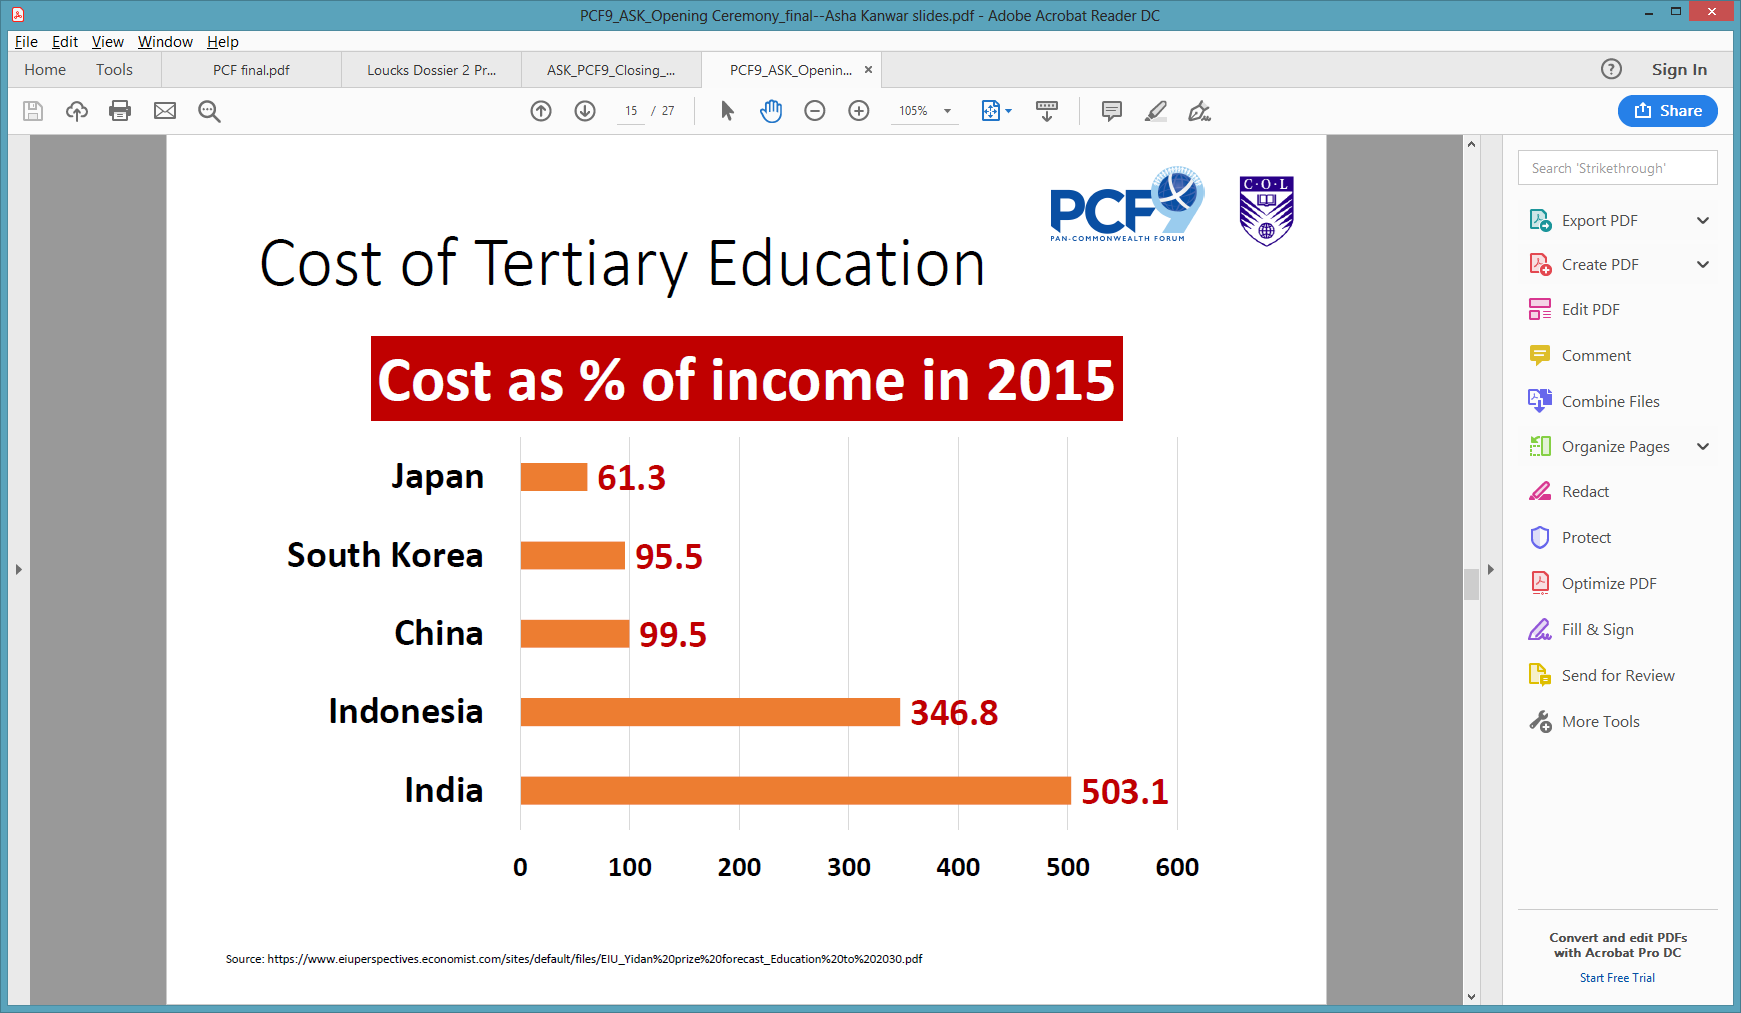 PCF9_ASK_Opening Ceremony_final--Asha Kanwar slides.pdf - Adobe Acrobat Reader DC
File Edit View Window Help
Home Tools PCF final.pdf Loucks Dossier 2 Pr... ASK_PCF9_Closing_... PCF9_ASK_Openin... Sign In
15 / 27 105% Share
Search 'Strikethrough'
Export PDF
Create PDF
Edit PDF
Comment
Combine Files
Organize Pages
Redact
Protect
Optimize PDF
Fill & Sign
Send for Review
More Tools
Convert and edit PDFs
with Acrobat Pro DC
Start Free Trial
PCF9
PAN-COMMONWEALTH FORUM
C·O·L
Cost of Tertiary Education
Cost as % of income in 2015
Japan 61.3
South Korea 95.5
China 99.5
Indonesia 346.8
India 503.1
0 100 200 300 400 500 600
Source: https://www.eiuperspectives.economist.com/sites/default/files/EIU_Yidan%20prize%20forecast_Education%20to%202030.pdf